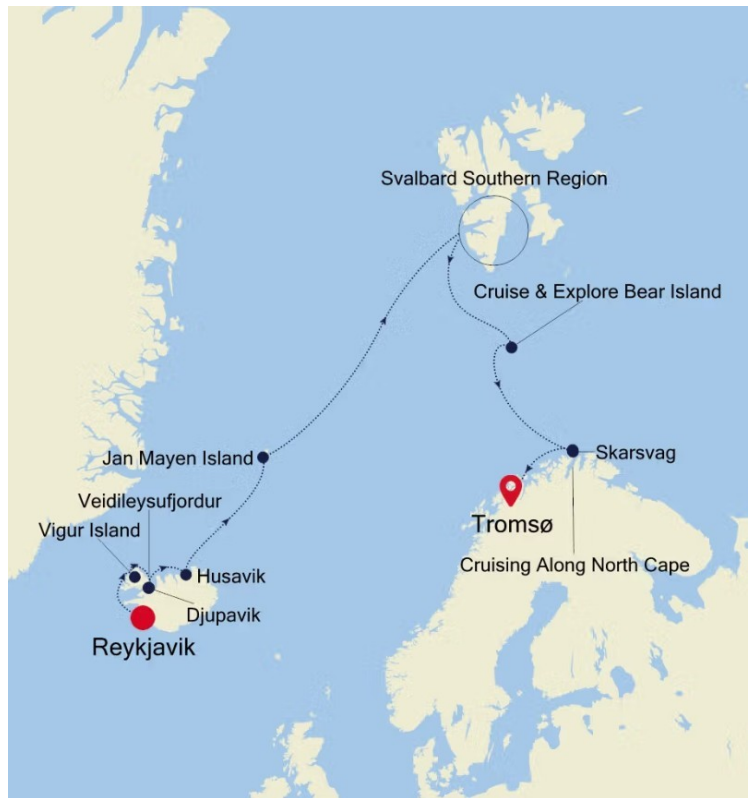 Svalbard Southern Region
Cruise & Explore Bear Island
Jan Mayen Island
Skarsvag
Veidileysufjordur
Vigur Island
Tromsø
Cruising Along North Cape
Husavik
Djupavik
Reykjavik